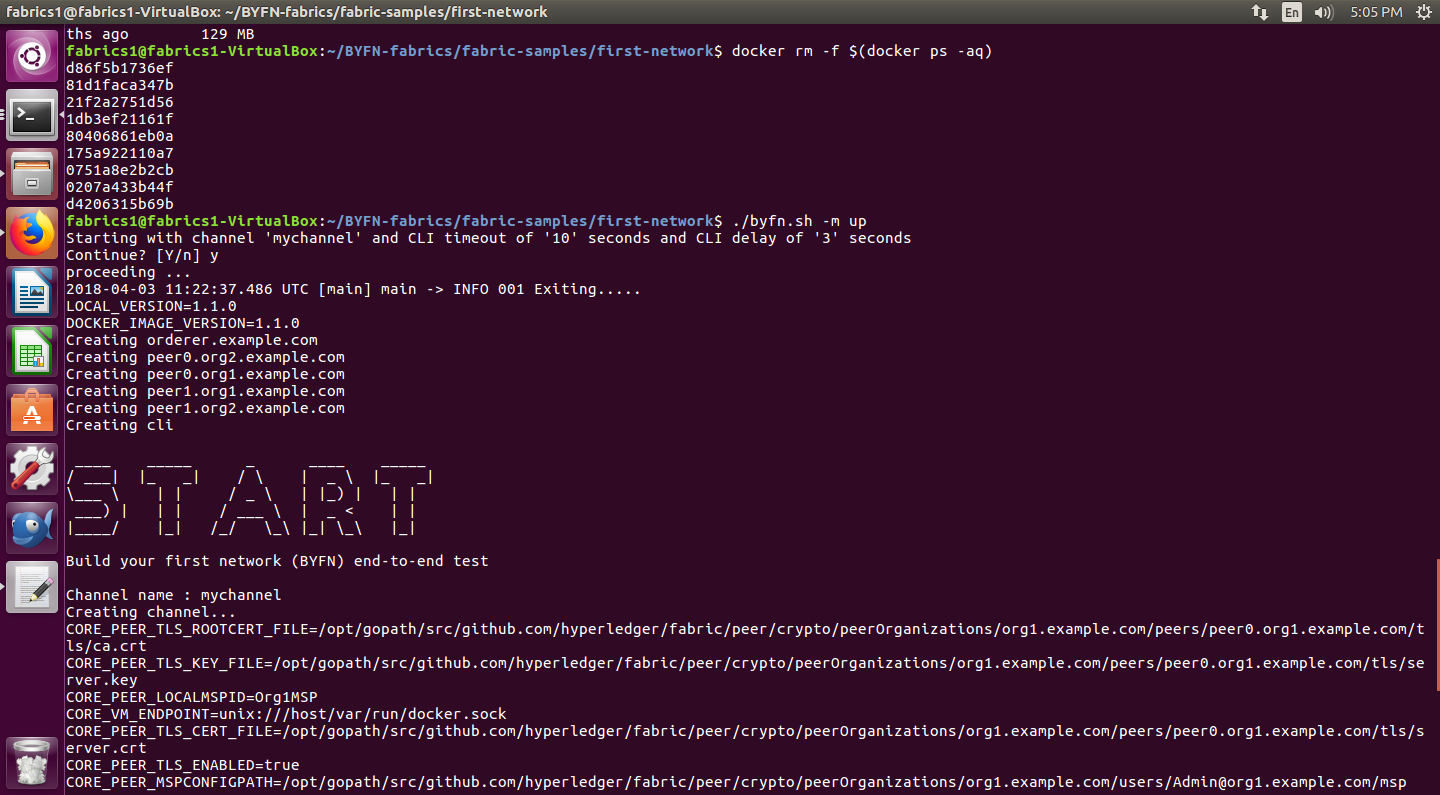 fabrics1@fabrics1-VirtualBox: ~/BYFN-fabrics/fabric-samples/first-network
En
5:05 PM
ths ago        129 MB
fabrics1@fabrics1-VirtualBox:~/BYFN-fabrics/fabric-samples/first-network$ docker rm -f $(docker ps -aq)
d86f5b1736ef
81d1faca347b
21f2a2751d56
1db3ef21161f
80406861eb0a
175a922110a7
0751a8e2b2cb
0207a433b44f
d4206315b69b
fabrics1@fabrics1-VirtualBox:~/BYFN-fabrics/fabric-samples/first-network$ ./byfn.sh -m up
Starting with channel 'mychannel' and CLI timeout of '10' seconds and CLI delay of '3' seconds
Continue? [Y/n] y
proceeding ...
2018-04-03 11:22:37.486 UTC [main] main -> INFO 001 Exiting.....
LOCAL_VERSION=1.1.0
DOCKER_IMAGE_VERSION=1.1.0
Creating orderer.example.com
Creating peer0.org2.example.com
Creating peer0.org1.example.com
Creating peer1.org1.example.com
Creating peer1.org2.example.com
Creating cli
START
Build your first network (BYFN) end-to-end test
Channel name : mychannel
Creating channel...
CORE_PEER_TLS_ROOTCERT_FILE=/opt/gopath/src/github.com/hyperledger/fabric/peer/crypto/peerOrganizations/org1.example.com/peers/peer0.org1.example.com/t
ls/ca.crt
CORE_PEER_TLS_KEY_FILE=/opt/gopath/src/github.com/hyperledger/fabric/peer/crypto/peerOrganizations/org1.example.com/peers/peer0.org1.example.com/tls/se
rver.key
CORE_PEER_LOCALMSPID=Org1MSP
CORE_VM_ENDPOINT=unix:///host/var/run/docker.sock
CORE_PEER_TLS_CERT_FILE=/opt/gopath/src/github.com/hyperledger/fabric/peer/crypto/peerOrganizations/org1.example.com/peers/peer0.org1.example.com/tls/s
erver.crt
CORE_PEER_TLS_ENABLED=true
CORE_PEER_MSPCONFIGPATH=/opt/gopath/src/github.com/hyperledger/fabric/peer/crypto/peerOrganizations/org1.example.com/users/Admin@org1.example.com/msp